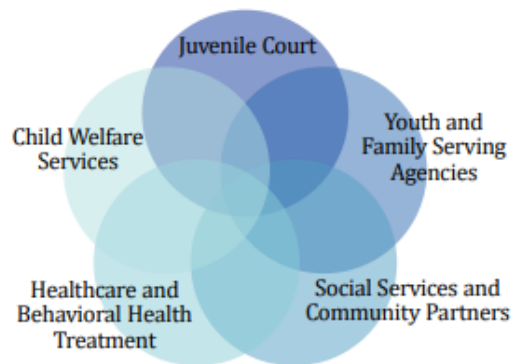 Juvenile Court
Youth and
Family Serving
Agencies
Social Services and
Community Partners
Healthcare and
Behavioral Health
Treatment
Child Welfare
Services